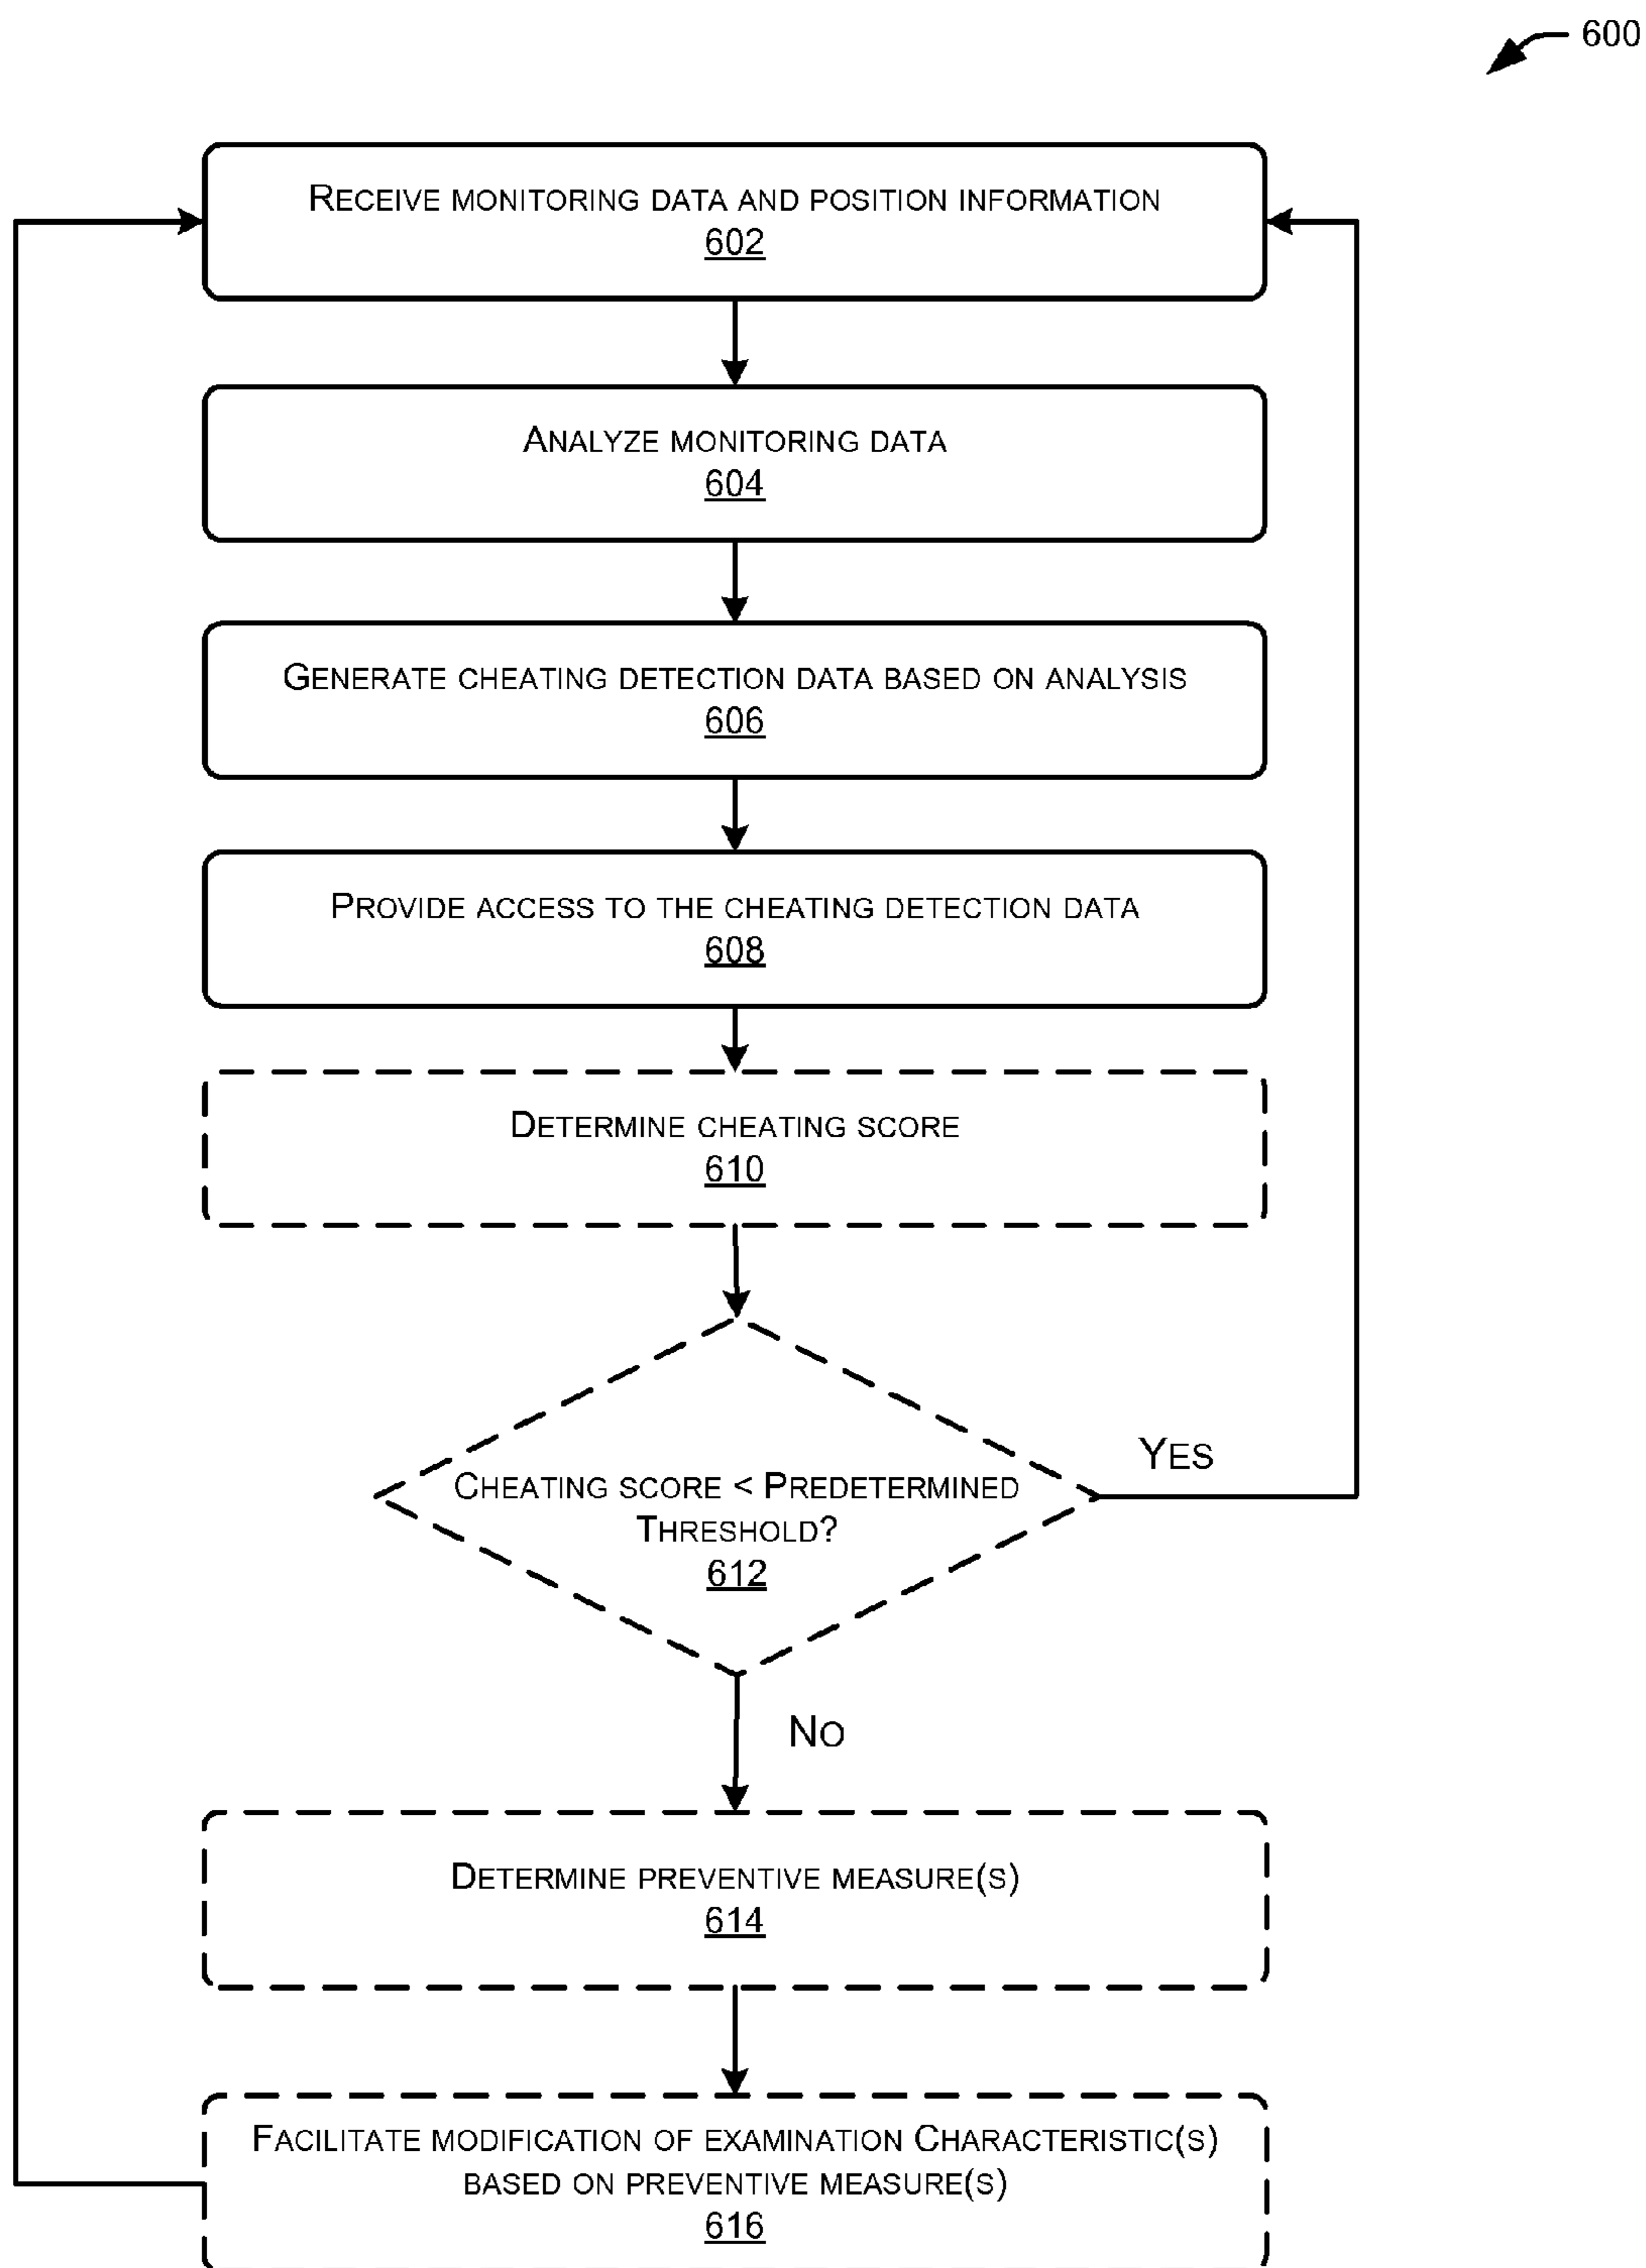 600
RECEIVE MONITORING DATA AND POSITION INFORMATION
602
ANALYZE MONITORING DATA
604
GENERATE CHEATING DETECTION DATA BASED ON ANALYSIS
606
PROVIDE ACCESS TO THE CHEATING DETECTION DATA
608
DETERMINE CHEATING SCORE
610
CHEATING SCORE < PREDETERMINED
THRESHOLD?
612
YES
NO
DETERMINE PREVENTIVE MEASURE(S)
614
FACILITATE MODIFICATION OF EXAMINATION CHARACTERISTIC(S)
BASED ON PREVENTIVE MEASURE(S)
616